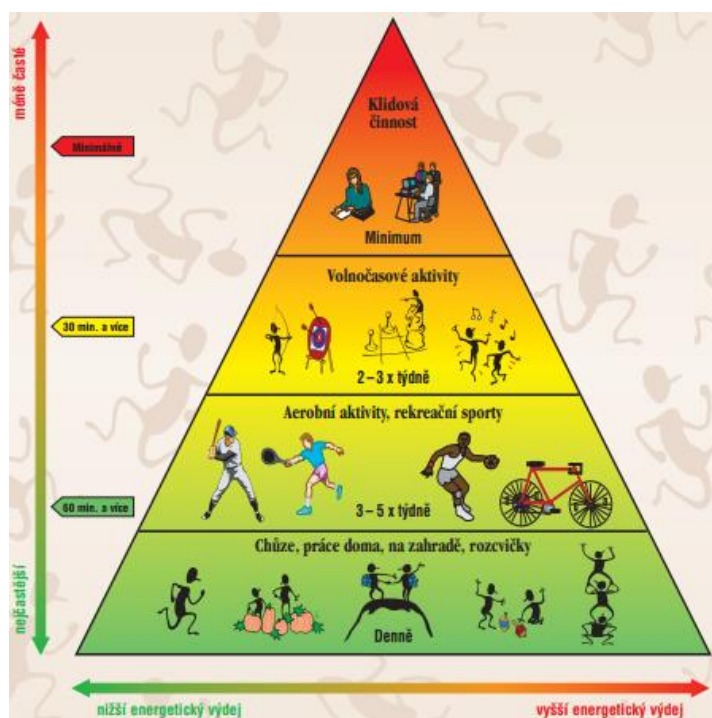 méně časté
Klidová
činnost
Minimálně
Minimum
Volnočasové aktivity
30 min. a více
2 – 3 x týdně
Aerobní aktivity, rekreační sporty
60 min. a více
3 – 5 x týdně
Chůze, práce doma, na zahradě, rozcvičky
nejčastější
Denně
nižší energetický výdej
vyšší energetický výdej